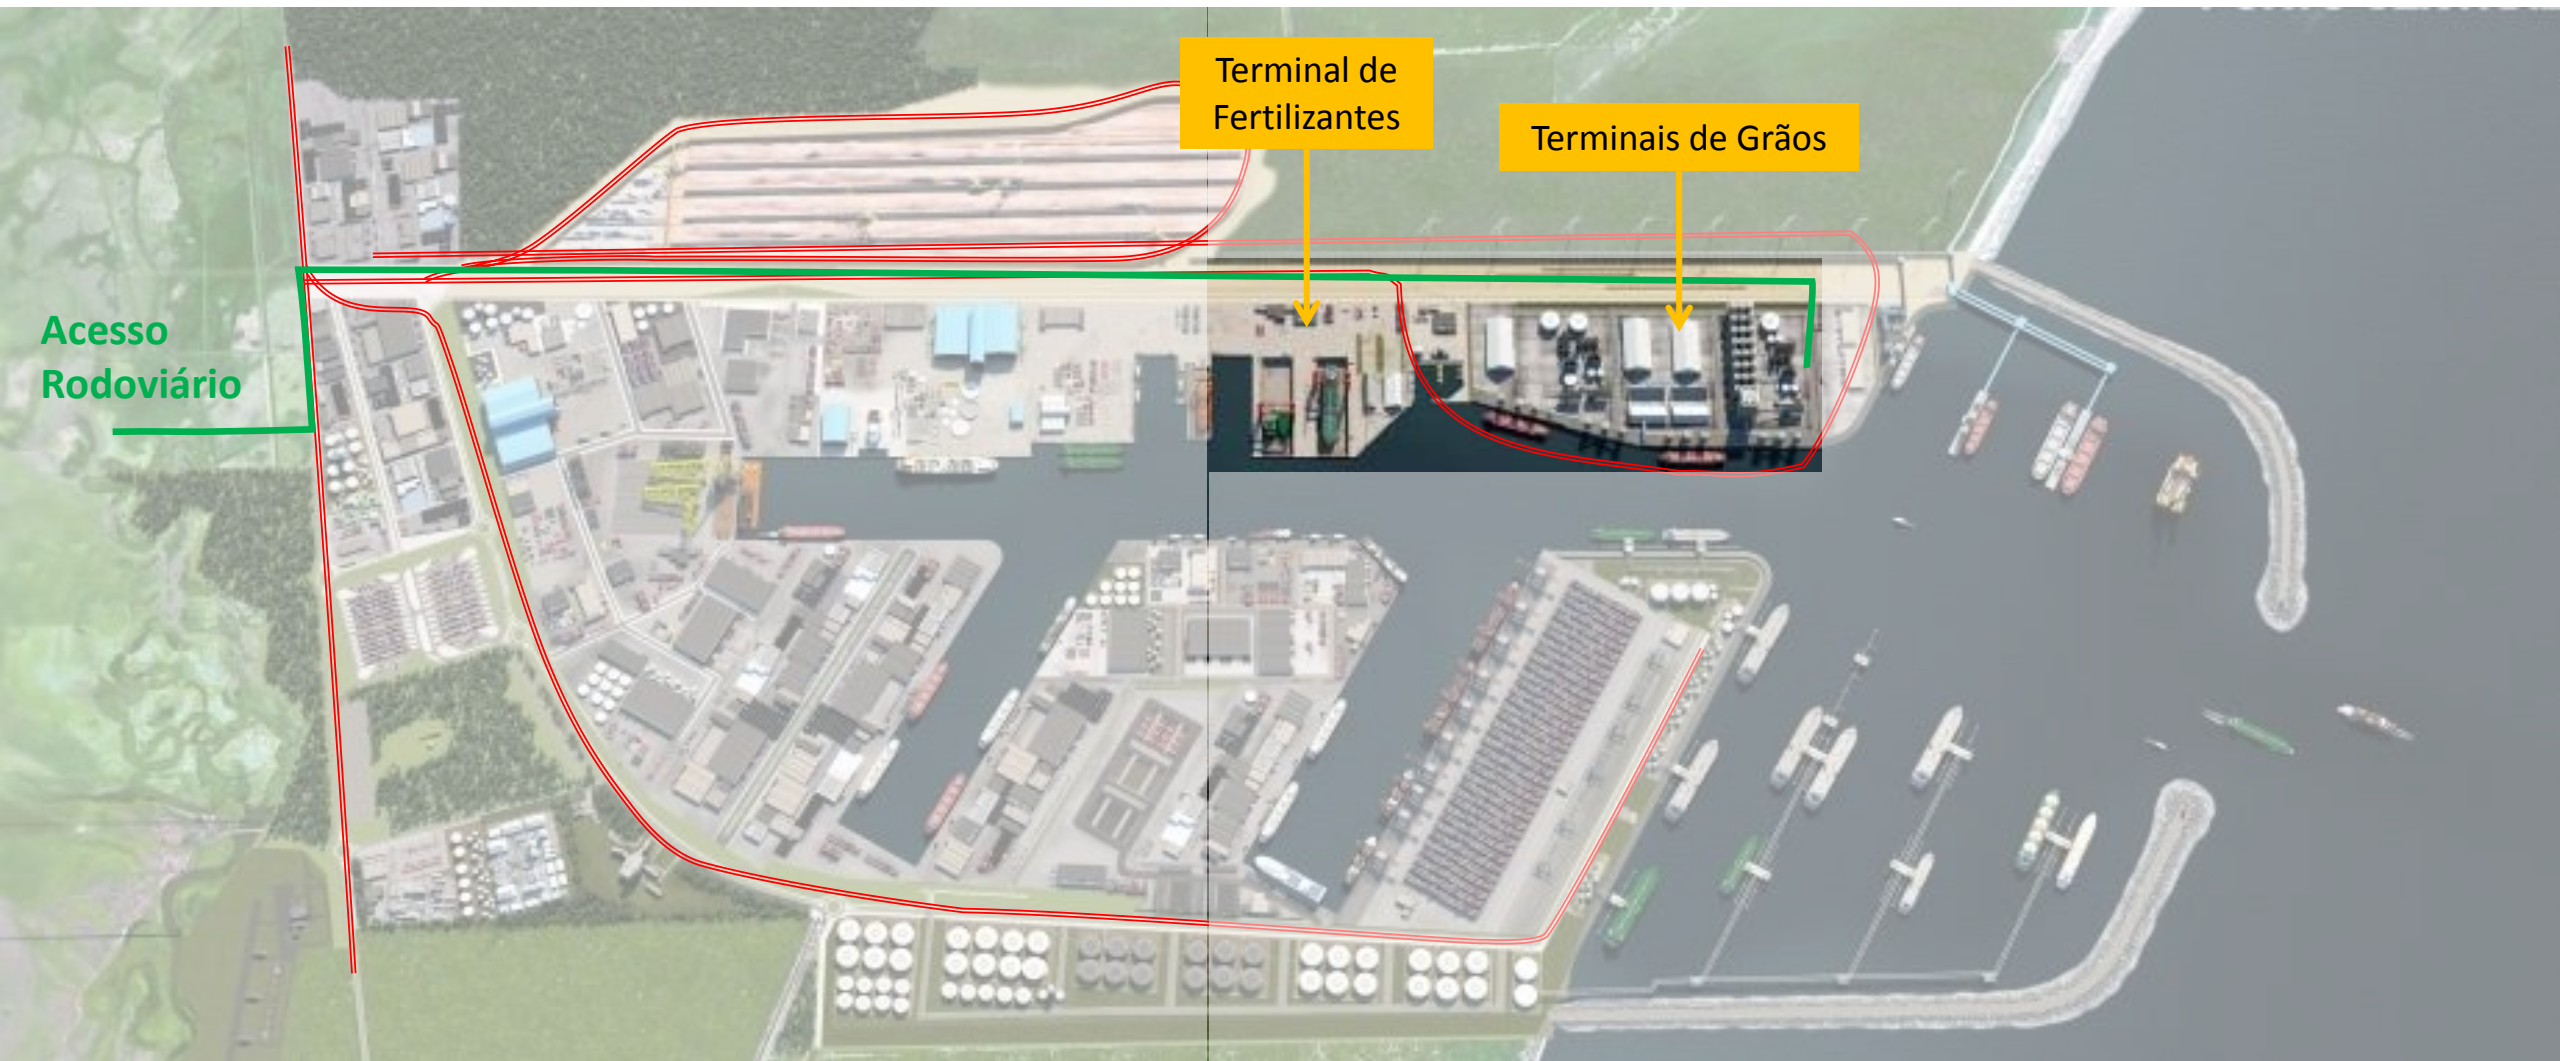 Terminal de
Fertilizantes
Terminais de Grãos
Acesso
Rodoviário